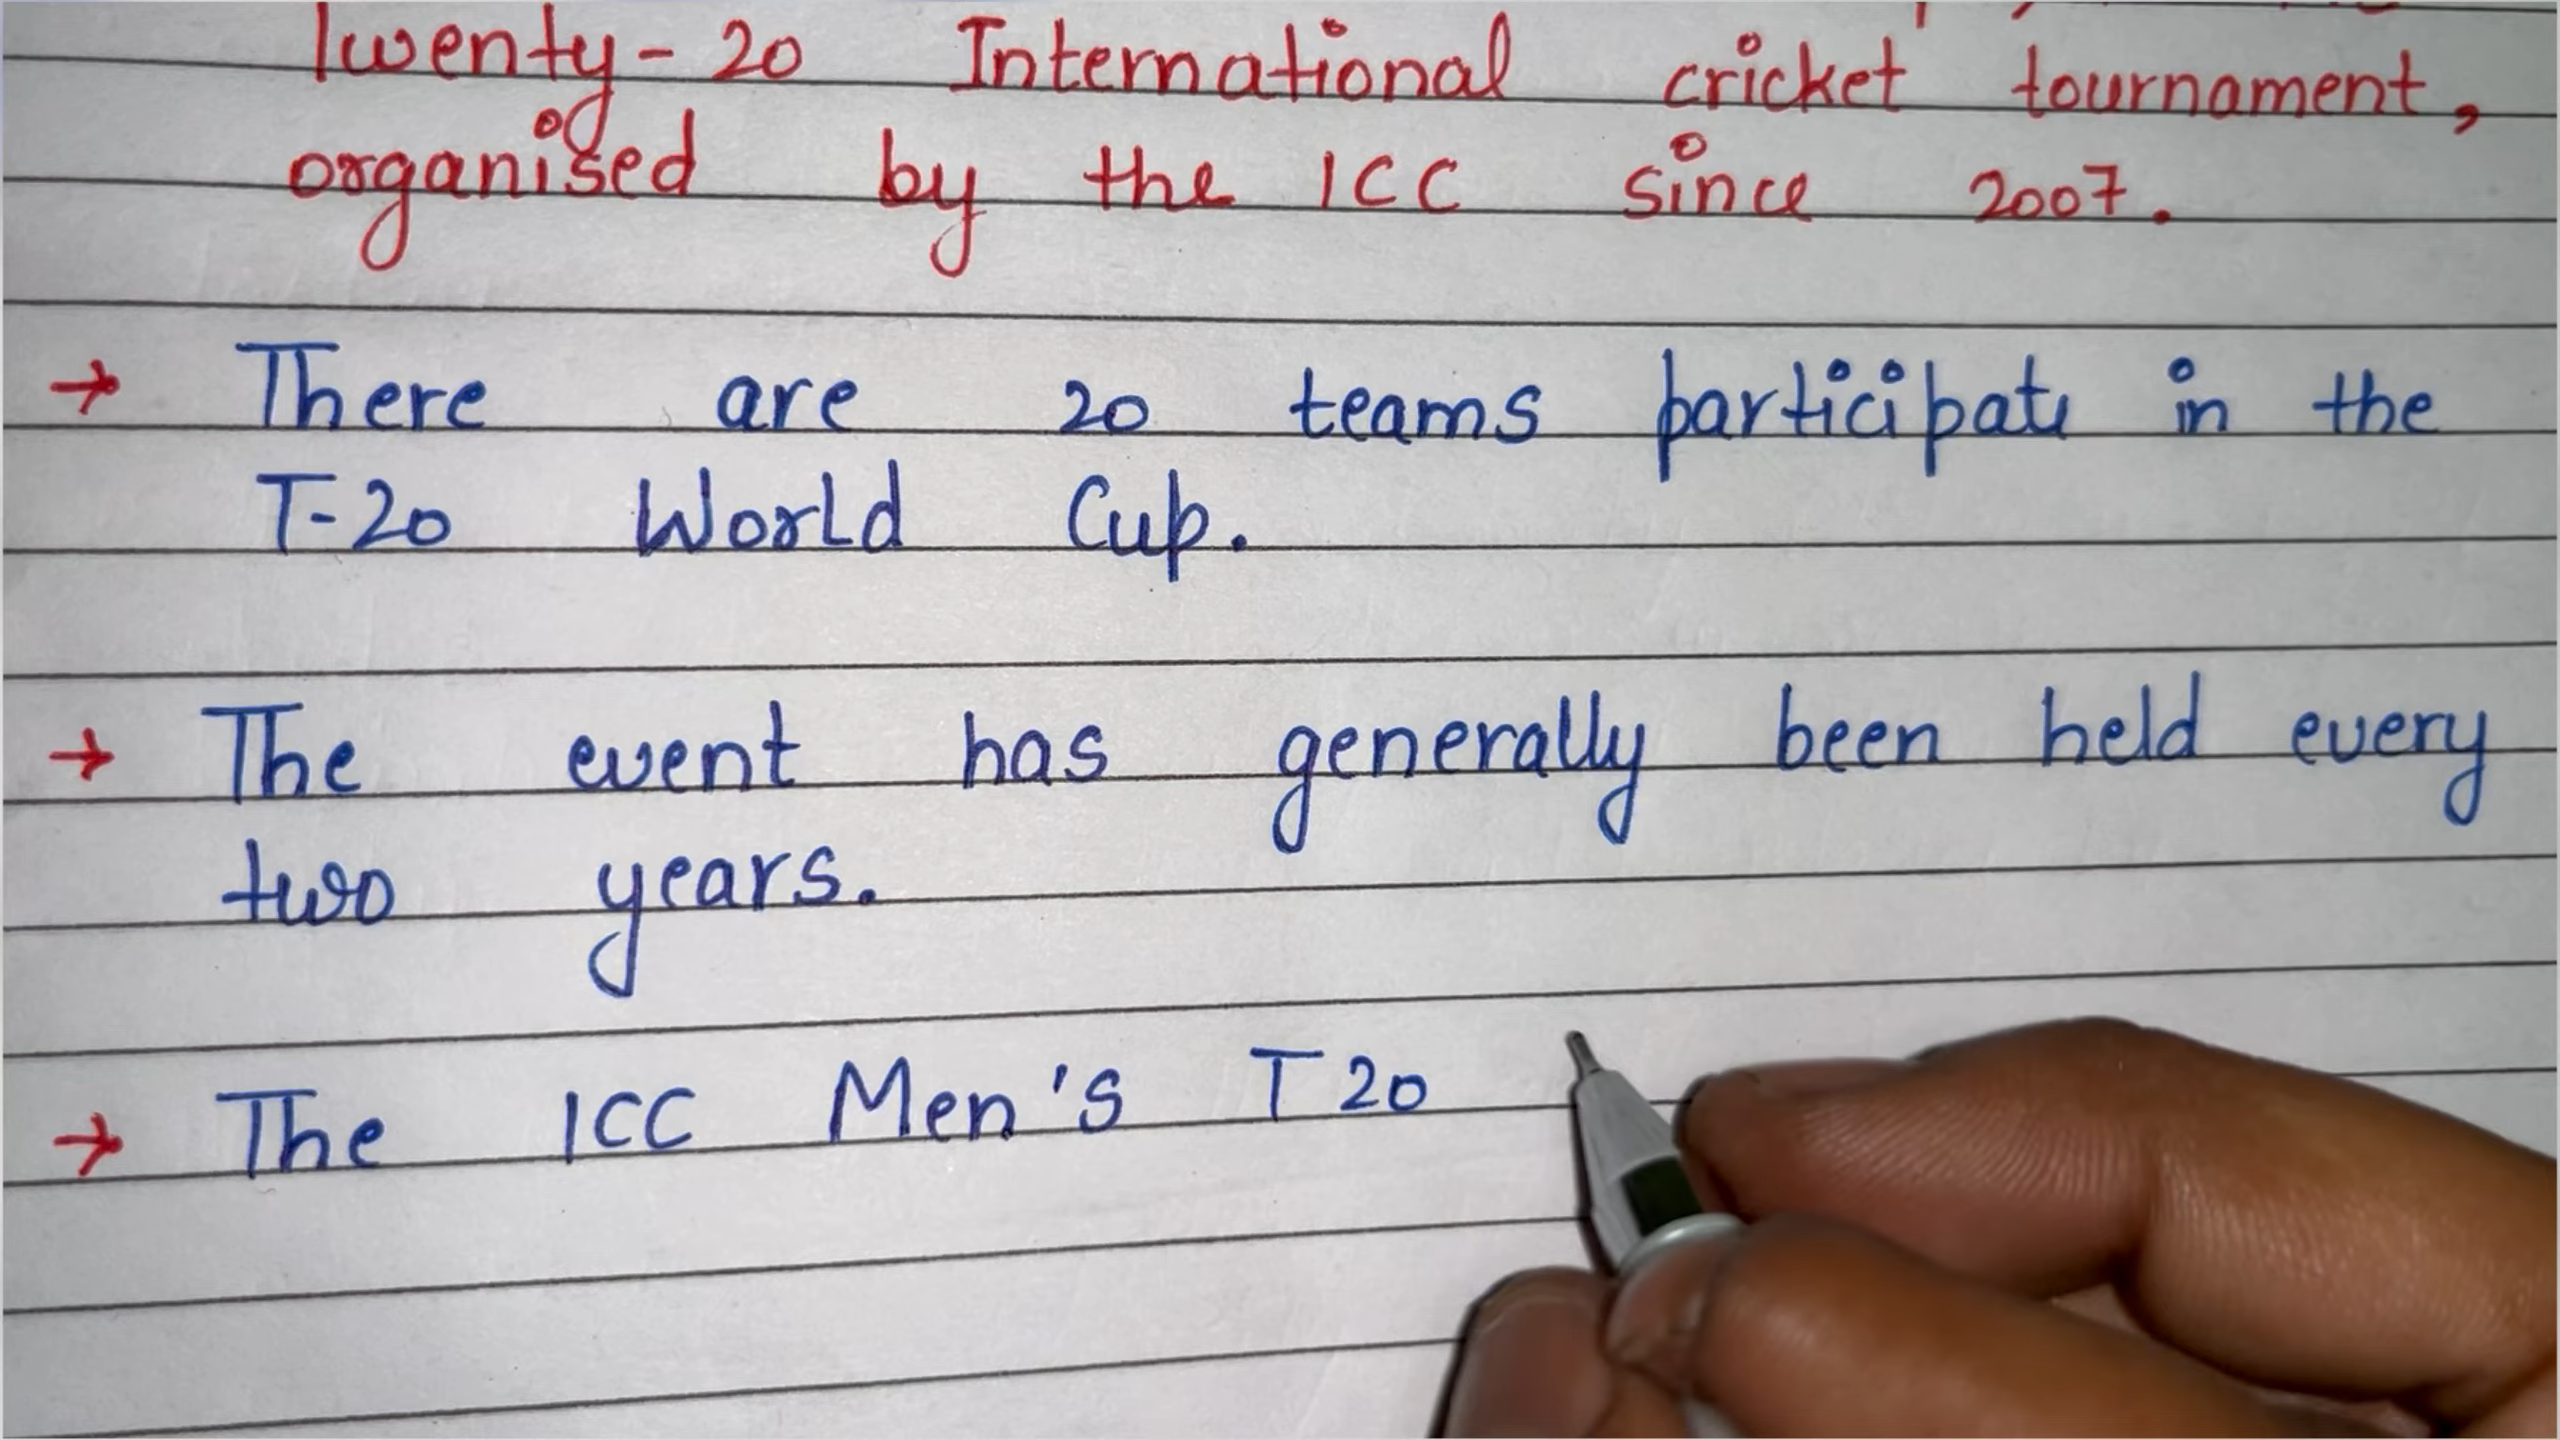 Twenty-20 International cricket tournament,
organised by the ICC since 2007.
→ There are 20 teams participate in the
T-20 World Cup.
→ The event has generally been held every
two years.
→ The ICC Men's T20